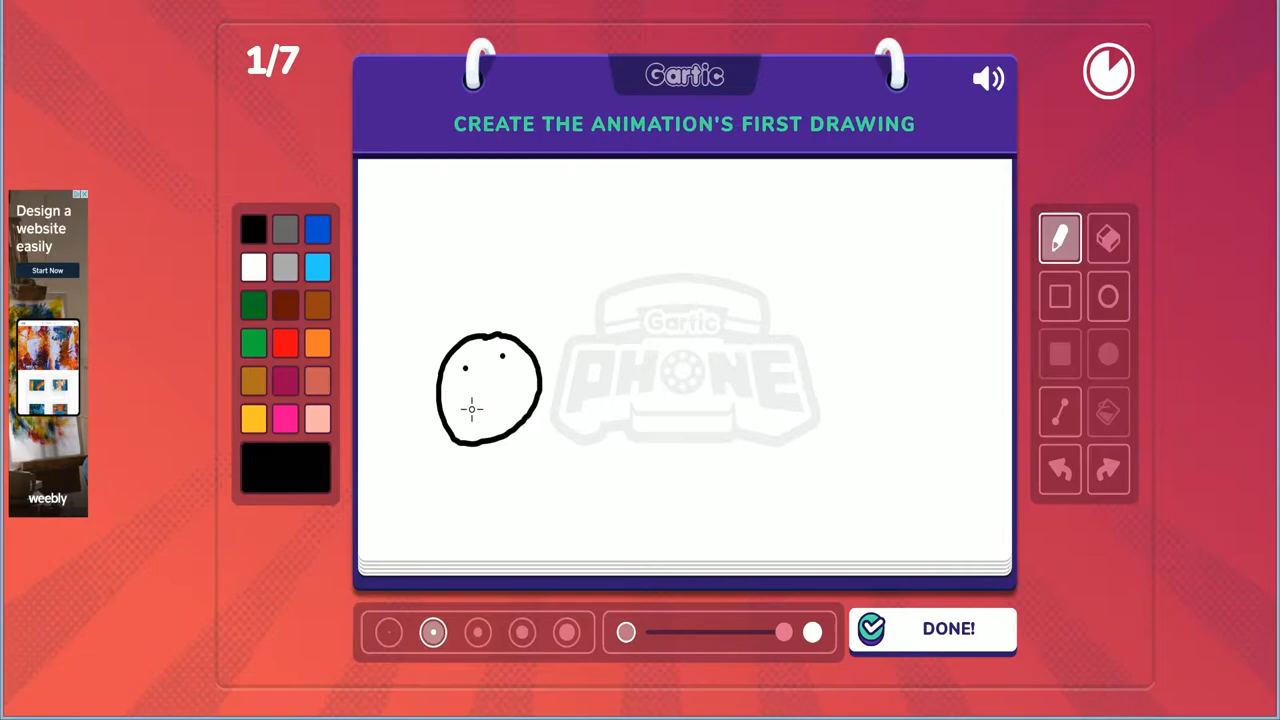 1/7
Gartic
CREATE THE ANIMATION'S FIRST DRAWING
Design a
website
easily
Start Now
weebly
Gartic
PHONE
DONE!